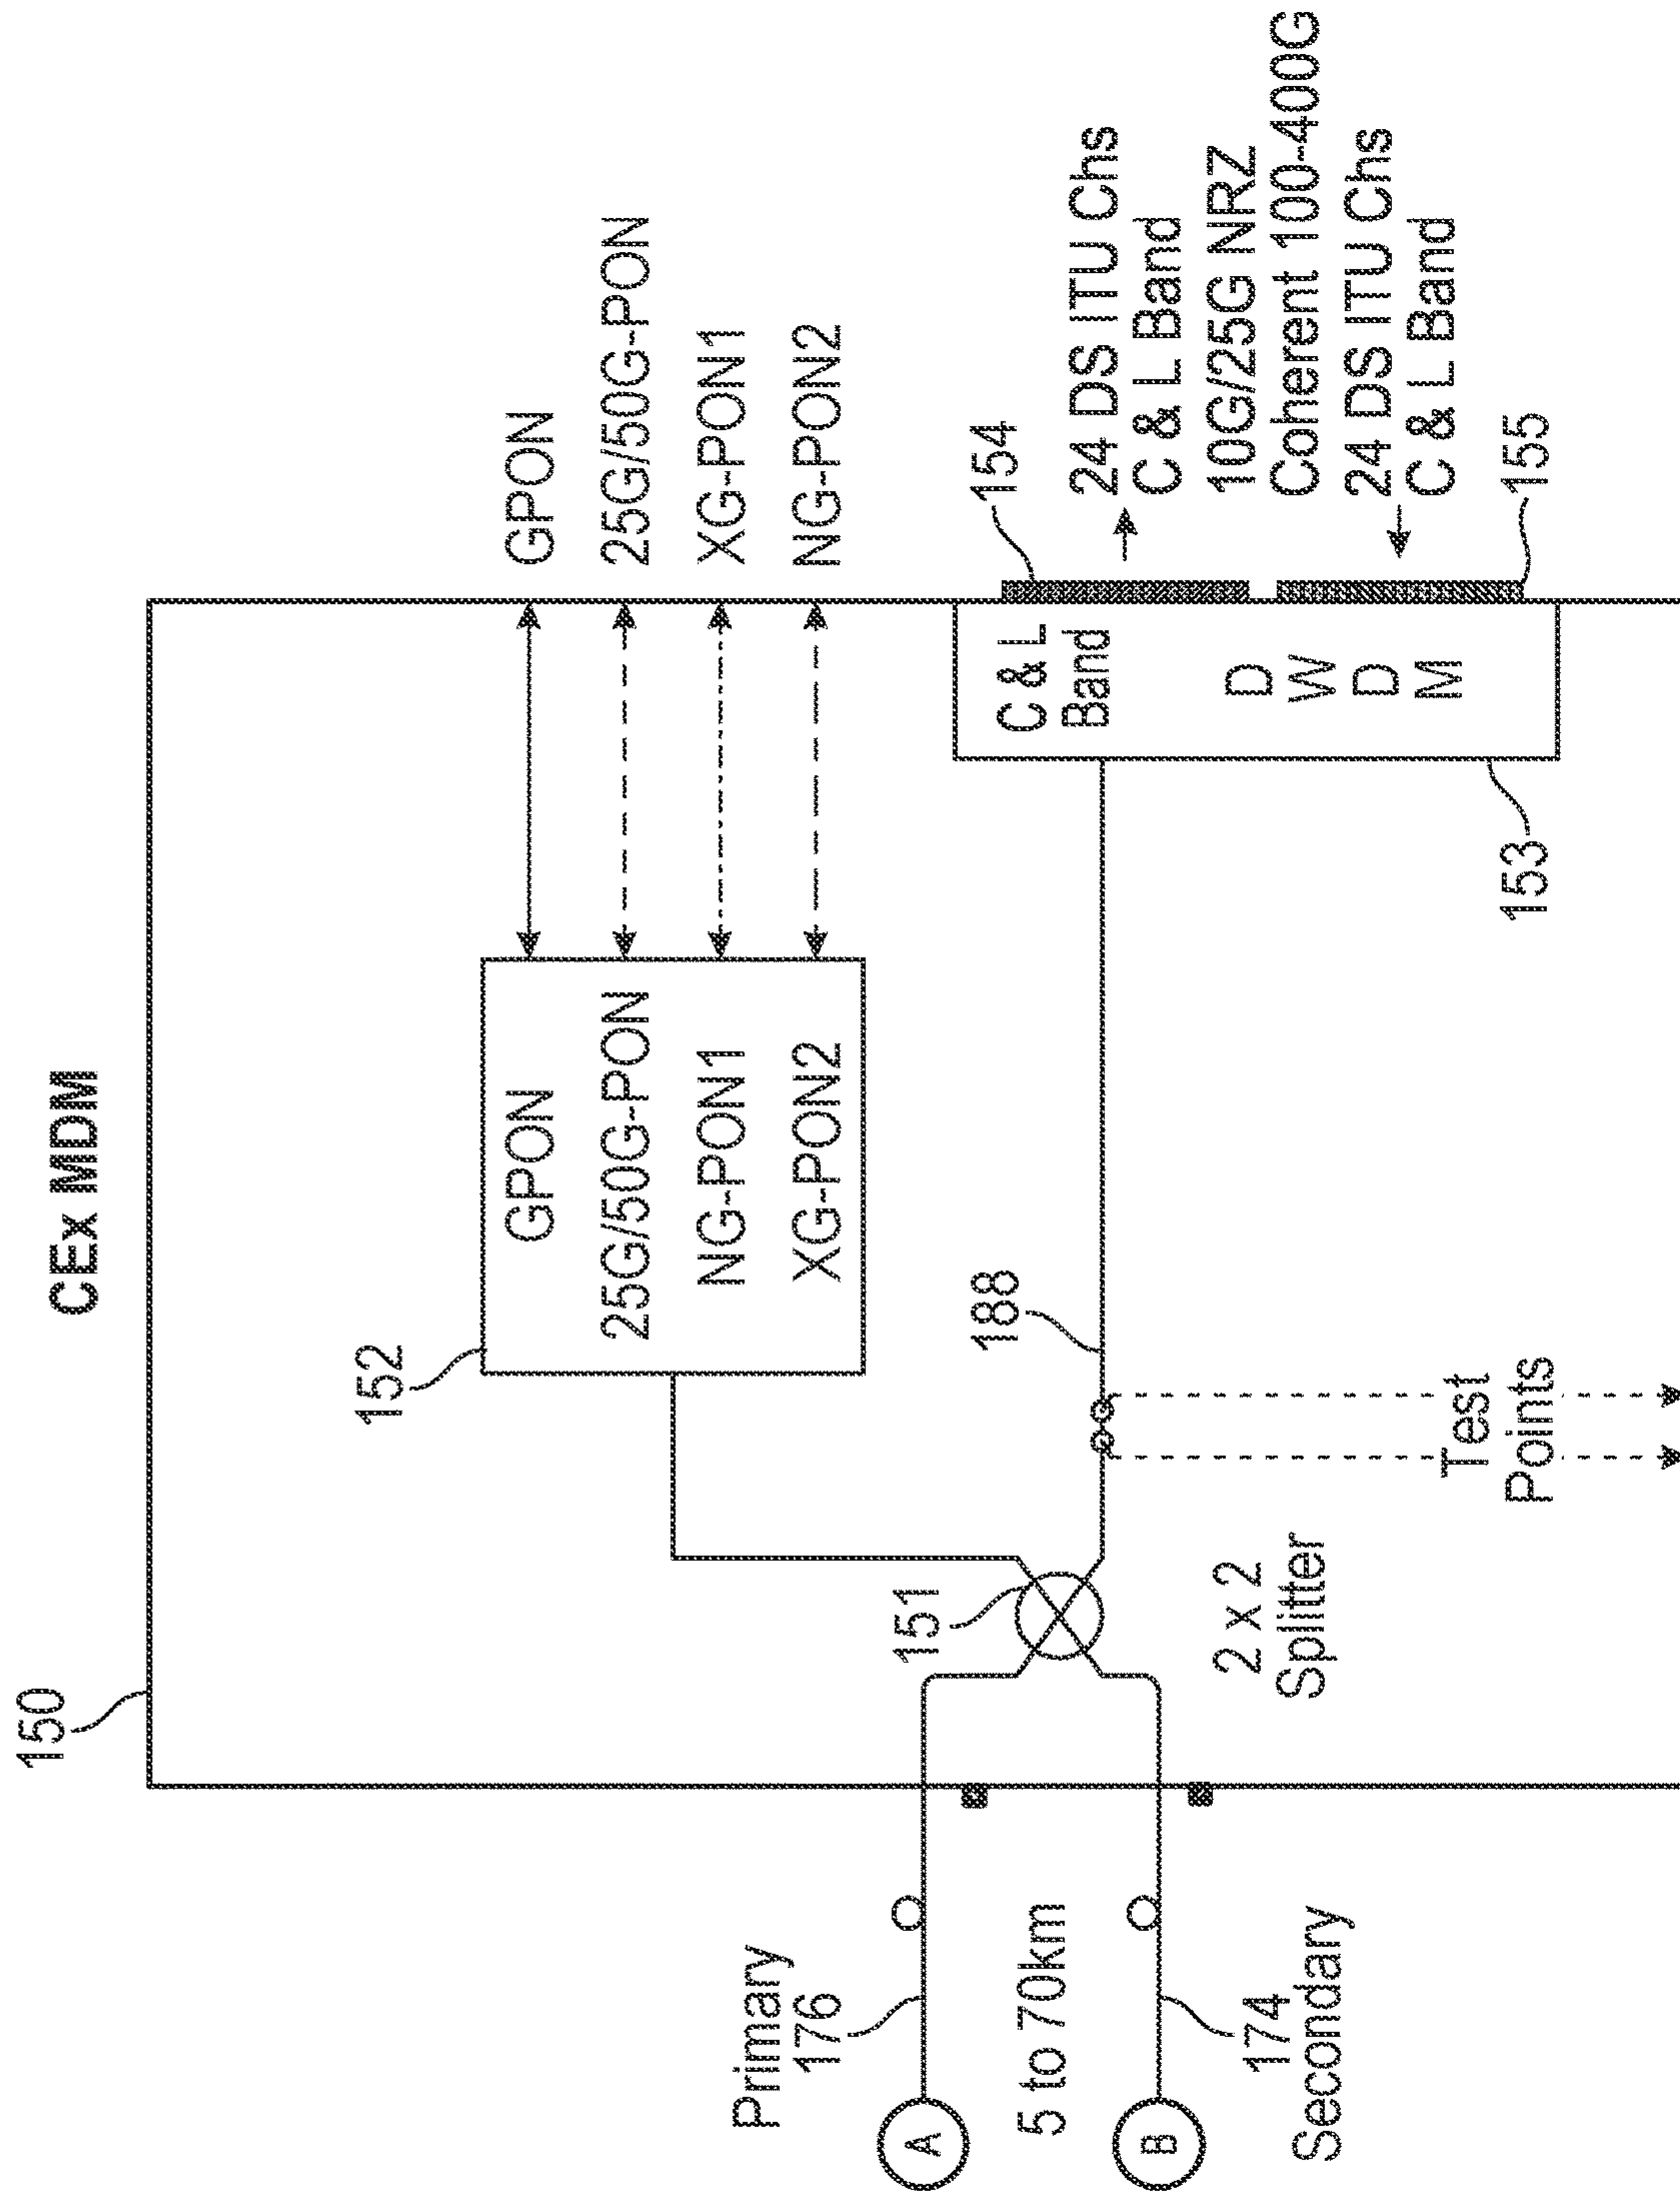 CEx MDM
150
152
GPON
25G/50G-PON
NG-PON1
XG-PON2
GPON
25G/50G-PON
XG-PON1
NG-PON2
Primary
176
A
5 to 70km
B
174
Secondary
151
2 x 2
Splitter
188
Test
Points
C & L
Band
D
W
D
M
153
154
24 DS ITU Chs
C & L Band
10G/25G NRZ
Coherent 100-400G
24 DS ITU Chs
C & L Band
155